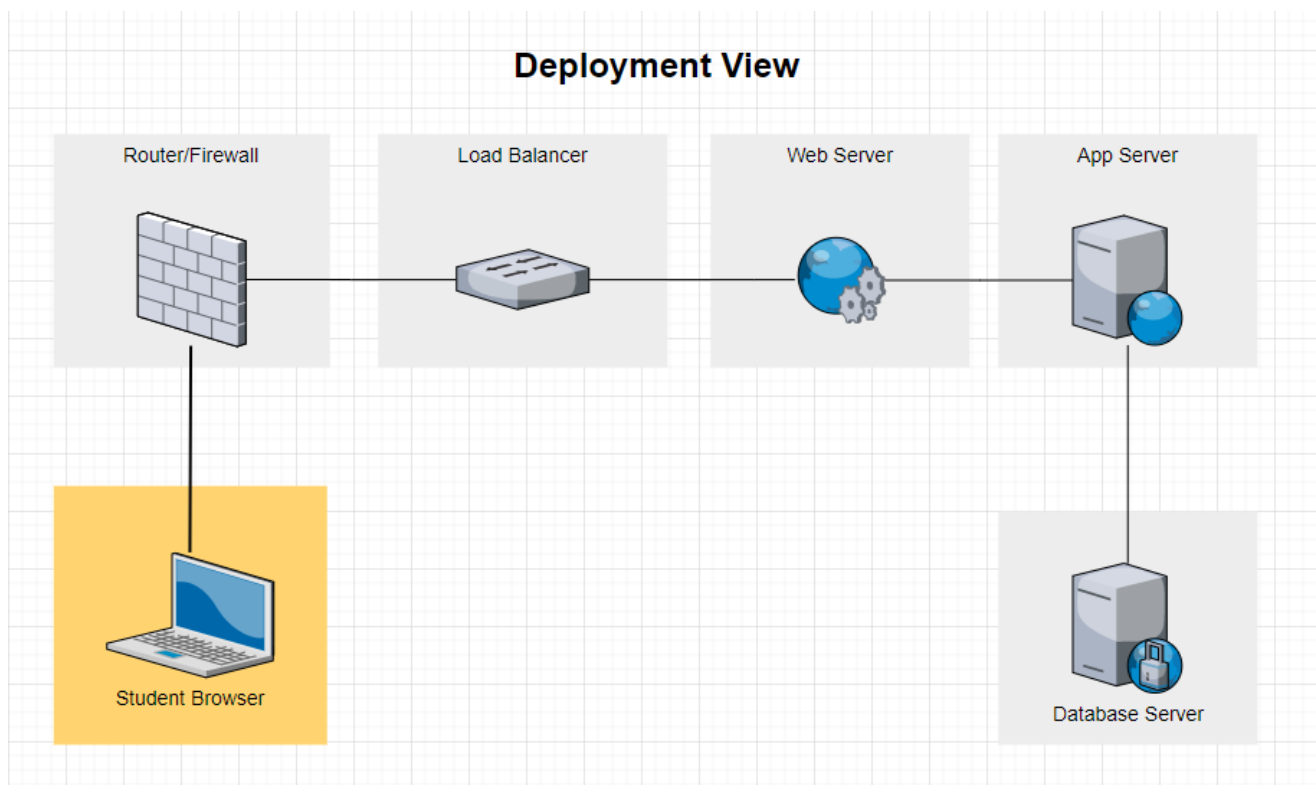 Deployment View
Router/Firewall
Load Balancer
Web Server
App Server
Student Browser
Database Server